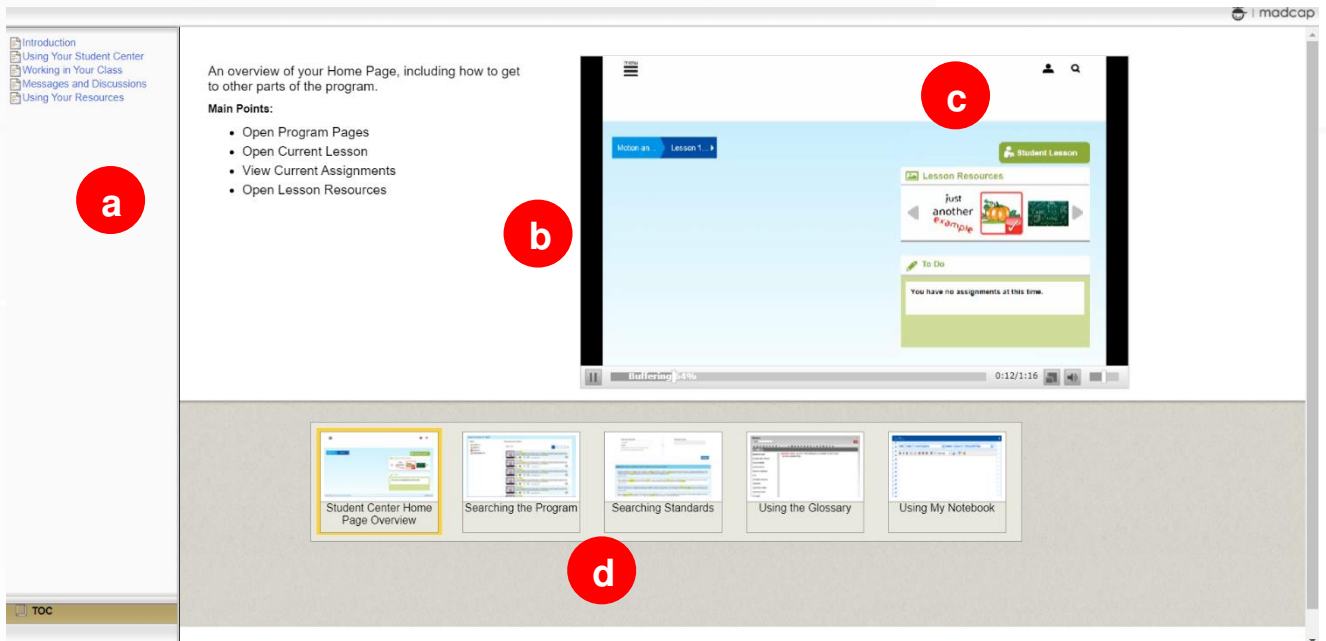 madcap
Introduction
Using Your Student Center
Working in Your Class
Messages and Discussions
Using Your Resources
a
TOC
An overview of your Home Page, including how to get
to other parts of the program.
Main Points:
• Open Program Pages
• Open Current Lesson
• View Current Assignments
• Open Lesson Resources
b
menu
c
Motion an...
Lesson 1...
Student Lesson
Lesson Resources
just
another
example
To Do
You have no assignments at this time.
Buffering 54%
0:12/1:16
Student Center Home
Page Overview
Searching the Program
Searching Standards
Using the Glossary
Using My Notebook
d